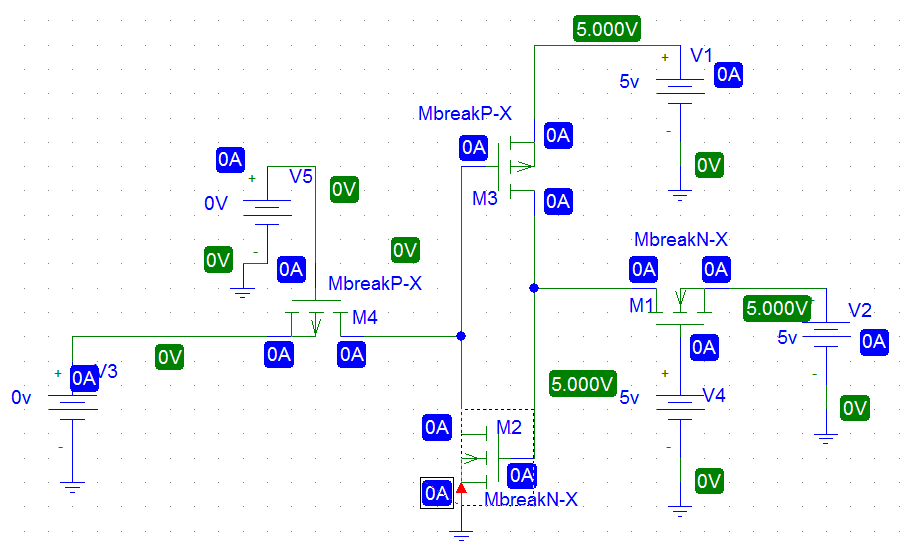 5.000V
+
V1
5v
0A
MbreakP-X
0A
0A
-
0A
+
V5
0V
0V
0V
M3
0A
0V
-
0A
0V
MbreakN-X
0A
0A
MbreakP-X
M1
5.000V
V2
M4
5v
0A
0A
0V
0A
0A
+
0A
V3
5.000V
+
-
0v
5v
V4
0V
0A
M2
-
-
0A
0V
0A
MbreakN-X